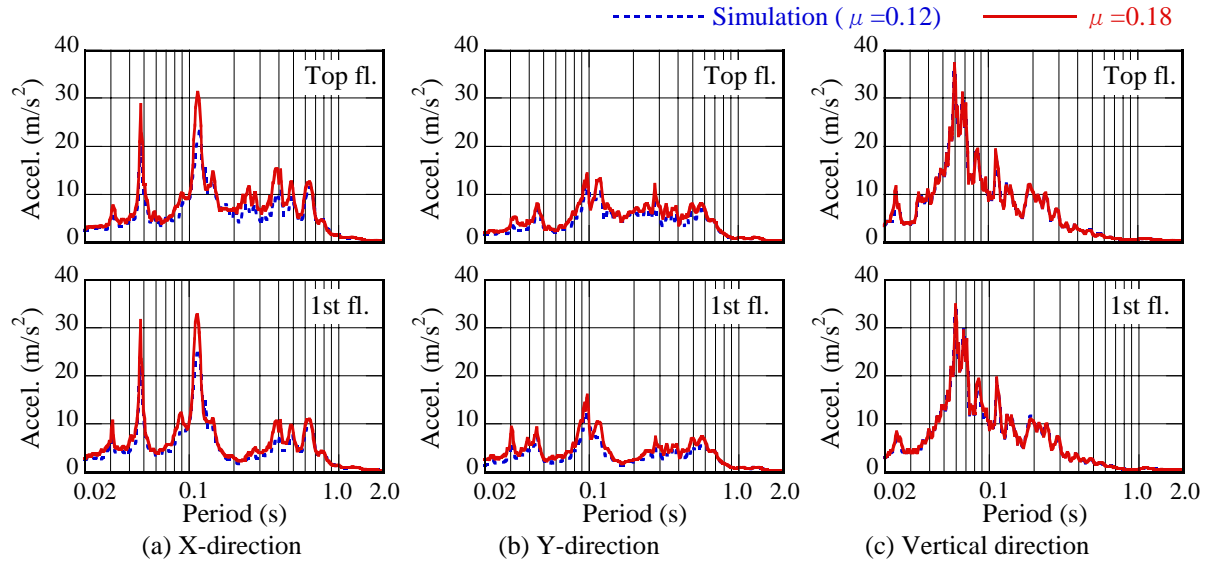 Simulation ( μ =0.12) μ =0.18
40 40 40
Top fl. Top fl. Top fl.
30 30 30
20 20 20
10 10 10
0 0 0
Accel. (m/s²) Accel. (m/s²) Accel. (m/s²)
40 40 40
1st fl. 1st fl. 1st fl.
30 30 30
20 20 20
10 10 10
0 0 0
Accel. (m/s²) Accel. (m/s²) Accel. (m/s²)
0.02 0.1 1.0 2.0 0.02 0.1 1.0 2.0 0.02 0.1 1.0 2.0
Period (s) Period (s) Period (s)
(a) X-direction (b) Y-direction (c) Vertical direction